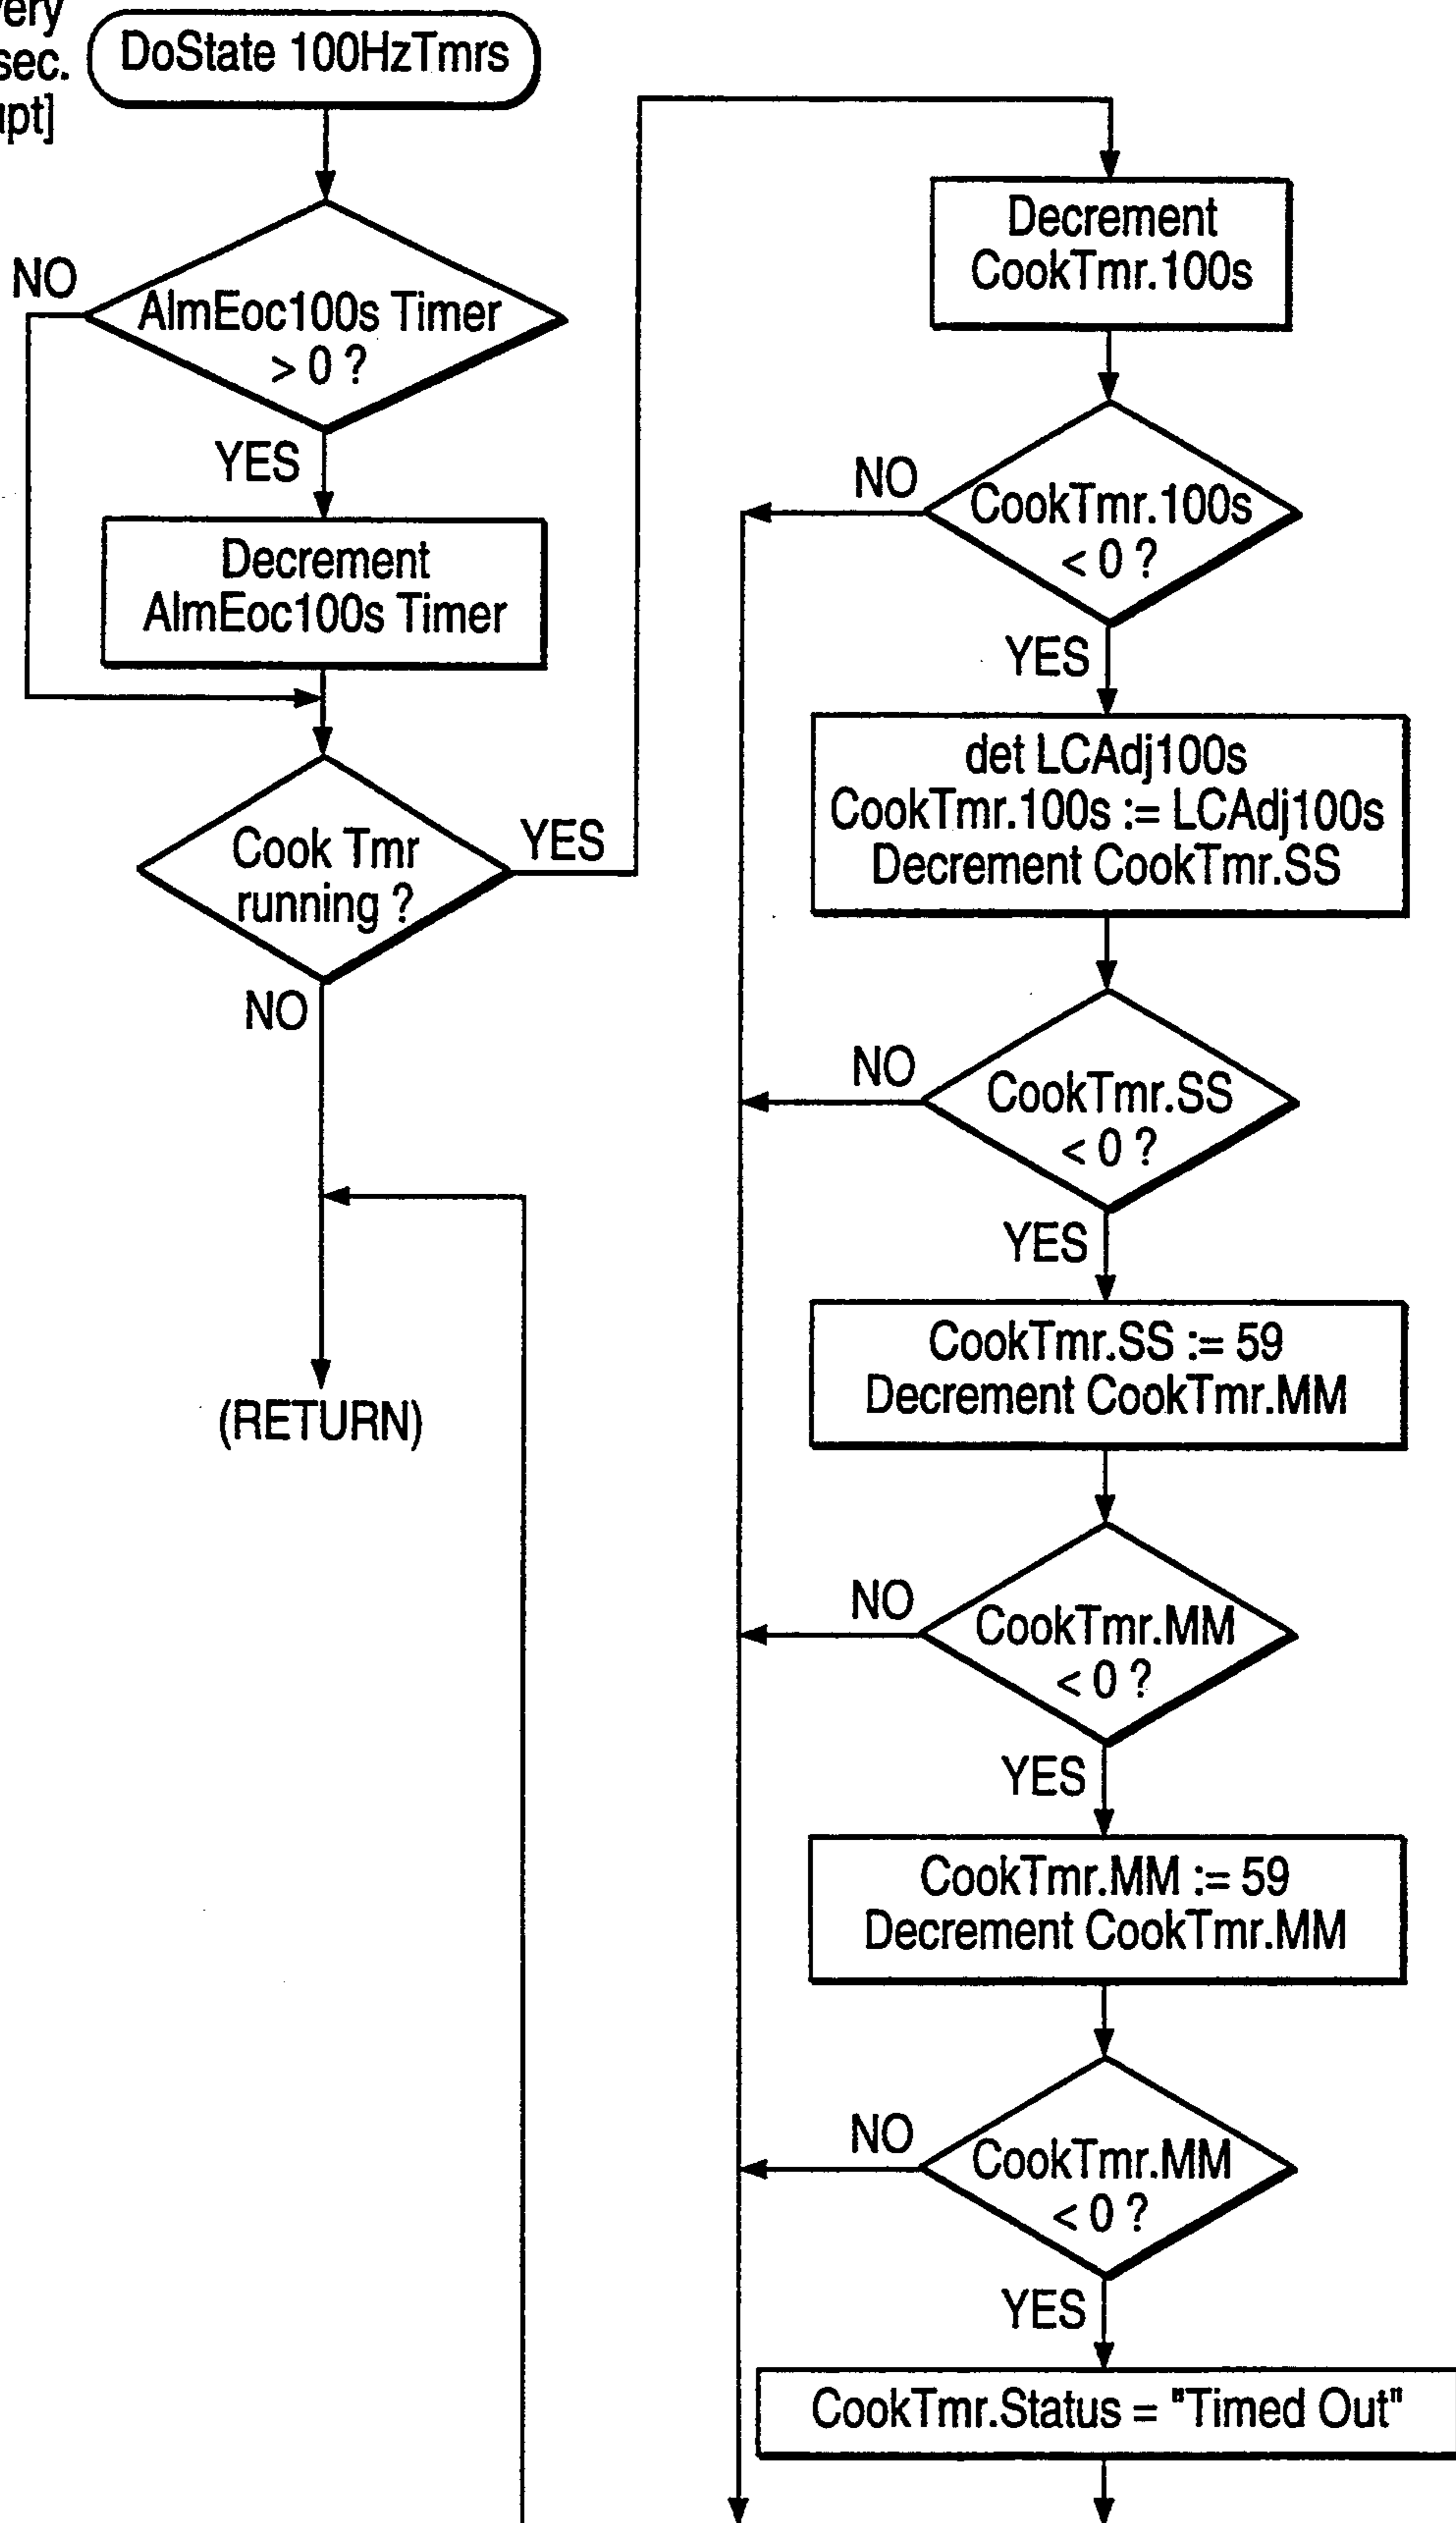 DoState 100HzTmrs
sec.
AlmEoc100s Timer
> 0 ?
NO
YES
Decrement
AlmEoc100s Timer
Cook Tmr
running ?
YES
NO
(RETURN)
Decrement
CookTmr.100s
CookTmr.100s
< 0 ?
NO
YES
det LCAdj100s
CookTmr.100s := LCAdj100s
Decrement CookTmr.SS
CookTmr.SS
< 0 ?
NO
YES
CookTmr.SS := 59
Decrement CookTmr.MM
CookTmr.MM
< 0 ?
NO
YES
CookTmr.MM := 59
Decrement CookTmr.MM
CookTmr.MM
< 0 ?
NO
YES
CookTmr.Status = "Timed Out"